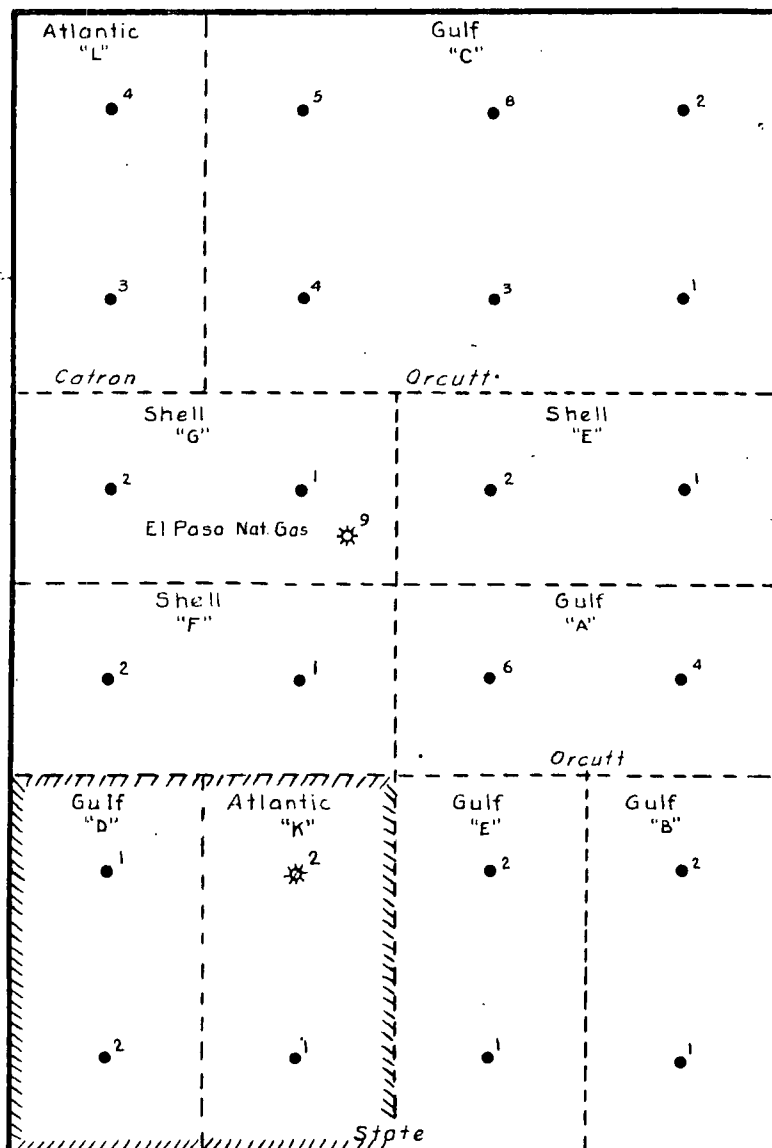 Atlantic
"L"
Gulf
"C"
4
5
8
2
3
4
3
1
Catron
Orcutt
Shell
"G"
Shell
"E"
2
1
2
1
El Paso Nat. Gas
9
Shell
"F"
Gulf
"A"
2
1
6
4
Orcutt
Gulf
"D"
Atlantic
"K"
Gulf
"E"
Gulf
"B"
1
2
2
2
2
1
1
1
State